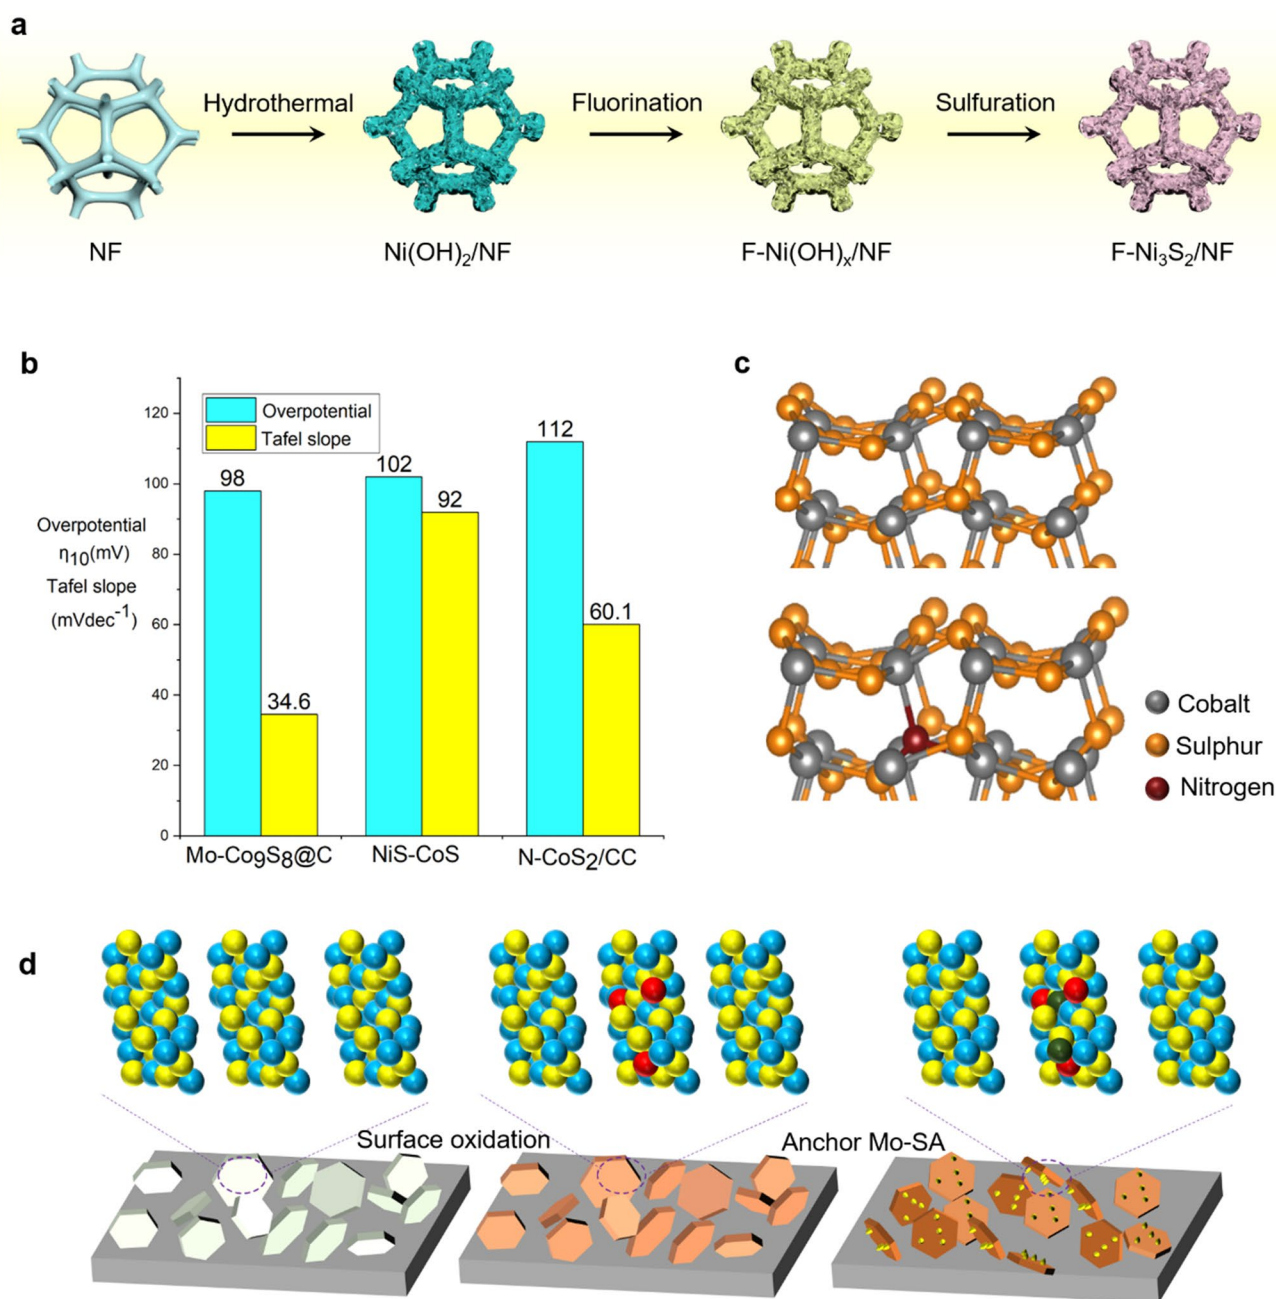 a
Hydrothermal
Fluorination
Sulfuration
NF
Ni(OH)₂/NF
F-Ni(OH)ₓ/NF
F-Ni₃S₂/NF
b
Overpotential
Tafel slope
Overpotential
η₁₀(mV)
Tafel slope
(mVdec⁻¹)
120
100
80
60
40
20
0
98
34.6
102
92
112
60.1
Mo-Co₉S₈@C
NiS-CoS
N-CoS₂/CC
c
Cobalt
Sulphur
Nitrogen
d
Surface oxidation
Anchor Mo-SA